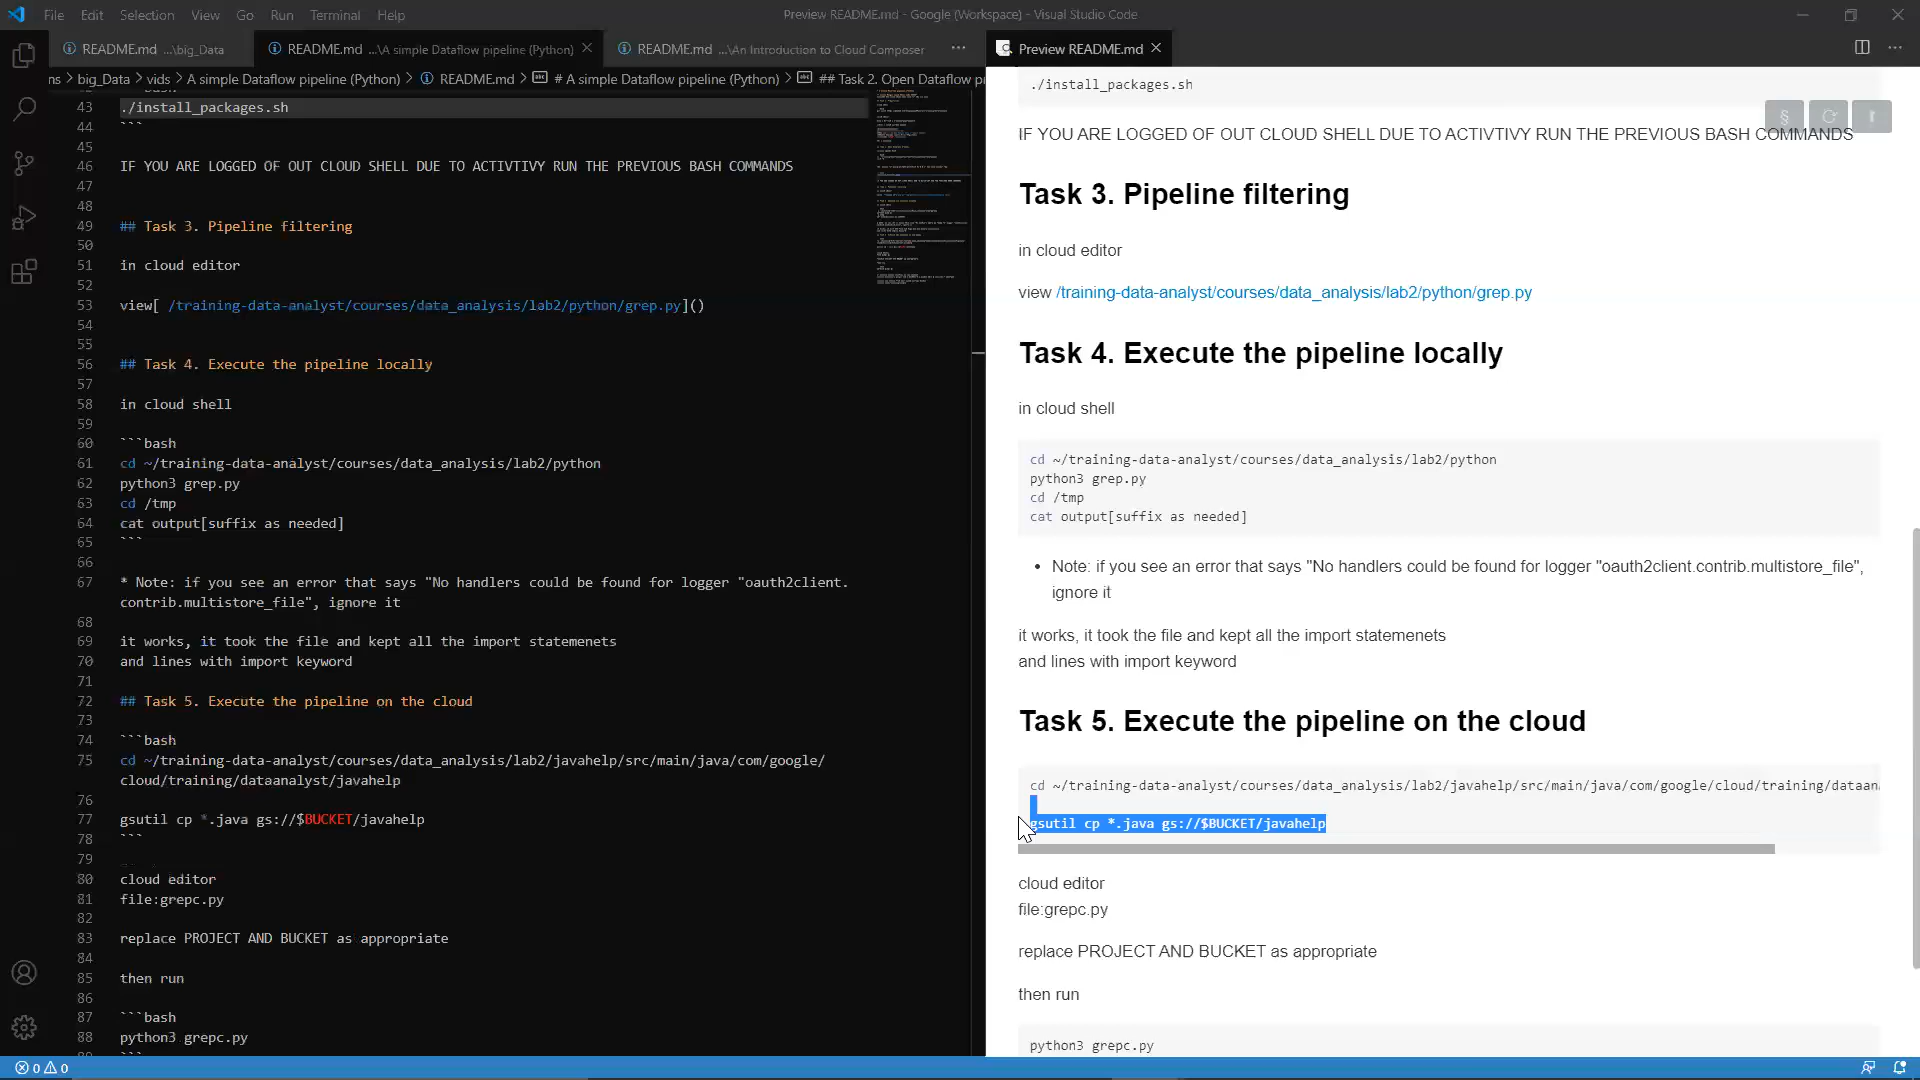 File Edit Selection View Go Run Terminal Help
Preview README.md - Google (Workspace) - Visual Studio Code
README.md ...\big_Data
README.md ...\A simple Dataflow pipeline (Python)
README.md ...\An Introduction to Cloud Composer
Preview README.md
ns > big_Data > vids > A simple Dataflow pipeline (Python) > README.md > # A simple Dataflow pipeline (Python) > ## Task 2. Open Dataflow p
43 ./install_packages.sh
44 ```
45
46 IF YOU ARE LOGGED OF OUT CLOUD SHELL DUE TO ACTIVTIVY RUN THE PREVIOUS BASH COMMANDS
47
48
49 ## Task 3. Pipeline filtering
50
51 in cloud editor
52
53 view[ /training-data-analyst/courses/data_analysis/lab2/python/grep.py]()
54
55
56 ## Task 4. Execute the pipeline locally
57
58 in cloud shell
59
60 ```bash
61 cd ~/training-data-analyst/courses/data_analysis/lab2/python
62 python3 grep.py
63 cd /tmp
64 cat output[suffix as needed]
65 ```
66
67 * Note: if you see an error that says "No handlers could be found for logger "oauth2client.
contrib.multistore_file", ignore it
68
69 it works, it took the file and kept all the import statemenets
70 and lines with import keyword
71
72 ## Task 5. Execute the pipeline on the cloud
73
74 ```bash
75 cd ~/training-data-analyst/courses/data_analysis/lab2/javahelp/src/main/java/com/google/
cloud/training/dataanalyst/javahelp
76
77 gsutil cp *.java gs://$BUCKET/javahelp
78 ```
79
80 cloud editor
81 file:grepc.py
82
83 replace PROJECT AND BUCKET as appropriate
84
85 then run
86
87 ```bash
88 python3 grepc.py
./install_packages.sh
IF YOU ARE LOGGED OF OUT CLOUD SHELL DUE TO ACTIVTIVY RUN THE PREVIOUS BASH COMMANDS
Task 3. Pipeline filtering
in cloud editor
view /training-data-analyst/courses/data_analysis/lab2/python/grep.py
Task 4. Execute the pipeline locally
in cloud shell
cd ~/training-data-analyst/courses/data_analysis/lab2/python
python3 grep.py
cd /tmp
cat output[suffix as needed]
• Note: if you see an error that says "No handlers could be found for logger "oauth2client.contrib.multistore_file",
ignore it
it works, it took the file and kept all the import statemenets
and lines with import keyword
Task 5. Execute the pipeline on the cloud
cd ~/training-data-analyst/courses/data_analysis/lab2/javahelp/src/main/java/com/google/cloud/training/dataan
gsutil cp *.java gs://$BUCKET/javahelp
cloud editor
file:grepc.py
replace PROJECT AND BUCKET as appropriate
then run
python3 grepc.py
0 0